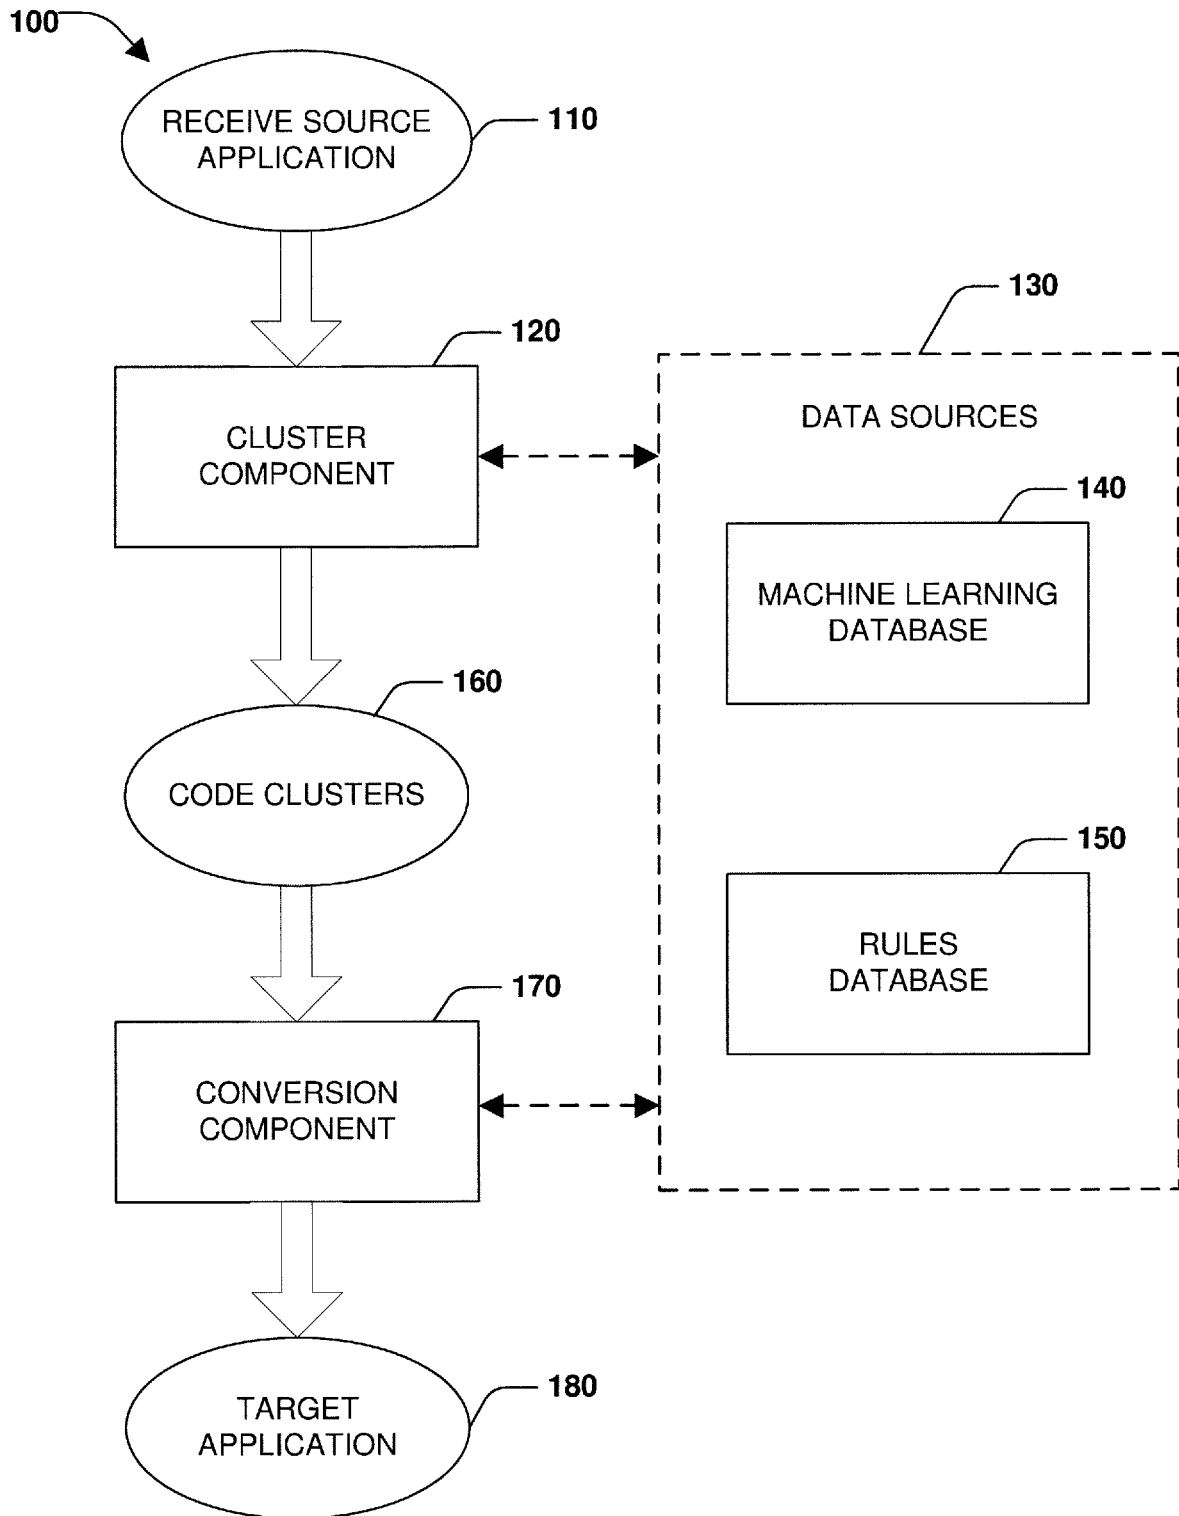 100
RECEIVE SOURCE
APPLICATION
110
120
CLUSTER
COMPONENT
130
DATA SOURCES
140
MACHINE LEARNING
DATABASE
160
CODE CLUSTERS
150
RULES
DATABASE
170
CONVERSION
COMPONENT
180
TARGET
APPLICATION